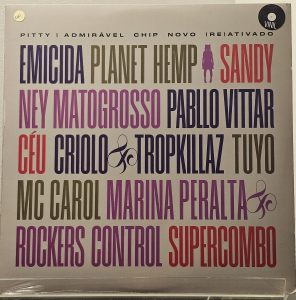 PITTY | ADMIRÁVEL CHIP NOVO (RE)ATIVADO
EMICIDA PLANET HEMP SANDY
NEY MATOGROSSO PABLLO VITTAR
CÉU CRIOLO TROPKILLAZ TUYO
MC CAROL MARINA PERALTA
ROCKERS CONTROL SUPERCOMBO